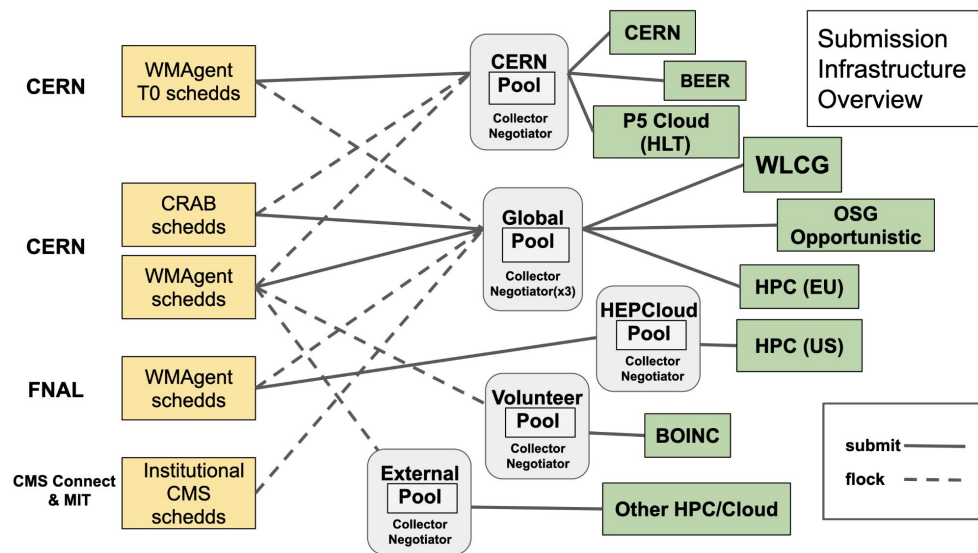 CERN
WMAgent
T0 schedds
CERN
Pool
Collector
Negotiator
CERN
BEER
P5 Cloud
(HLT)
Submission
Infrastructure
Overview
CERN
CRAB
schedds
WMAgent
schedds
Global
Pool
Collector
Negotiator(x3)
WLCG
OSG
Opportunistic
HPC (EU)
HEPCloud
Pool
Collector
Negotiator
HPC (US)
FNAL
WMAgent
schedds
Volunteer
Pool
Collector
Negotiator
BOINC
CMS Connect
& MIT
Institutional
CMS
schedds
External
Pool
Collector
Negotiator
Other HPC/Cloud
submit
flock